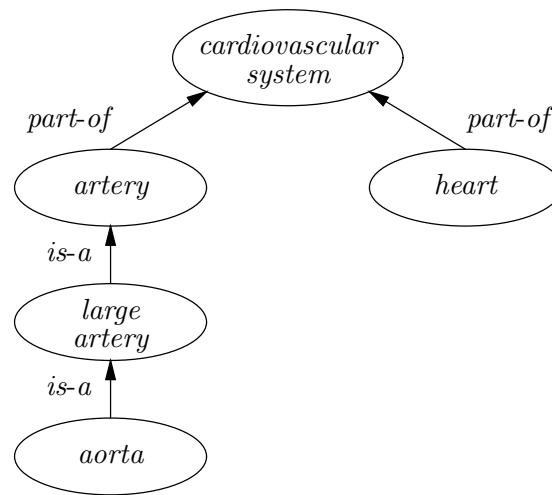 cardiovascular
system
part-of
part-of
artery
heart
is-a
large
artery
is-a
aorta